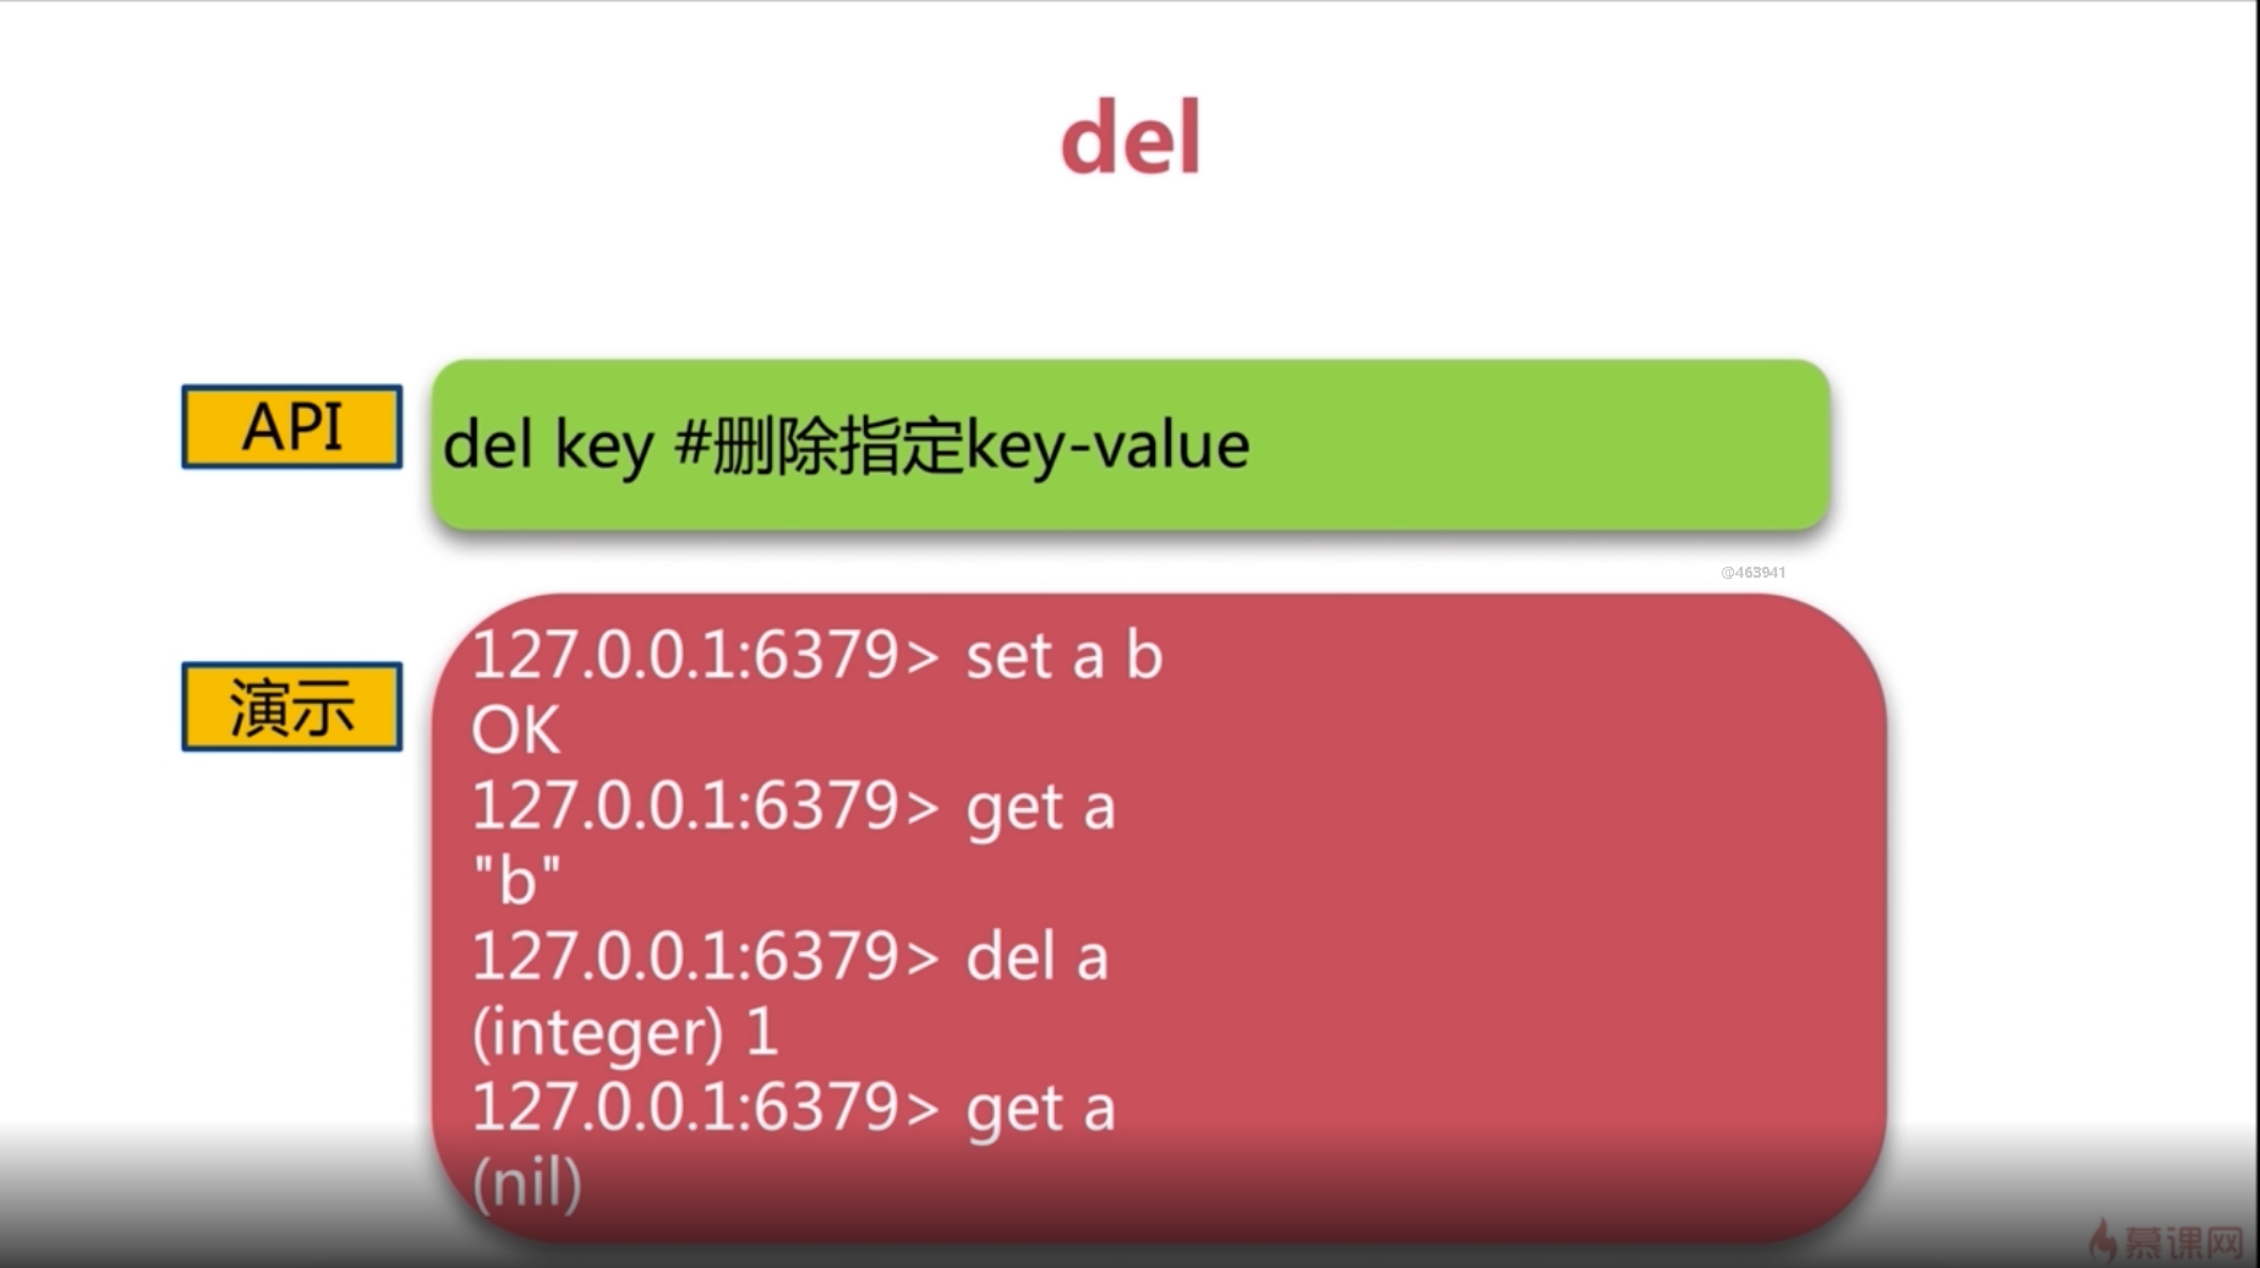 del
API
del key #删除指定key-value
@463941
演示
127.0.0.1:6379> set a b
OK
127.0.0.1:6379> get a
"b"
127.0.0.1:6379> del a
(integer) 1
127.0.0.1:6379> get a
(nil)
慕课网